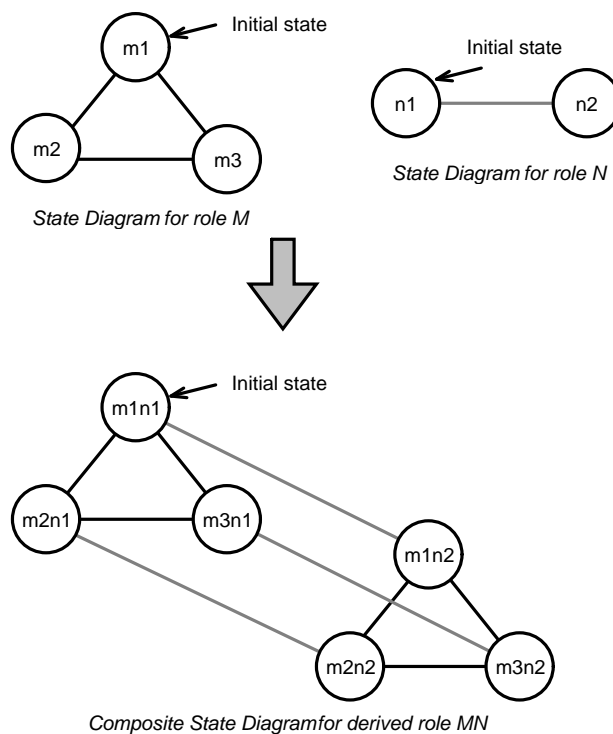 Initial state
m1
m2
m3
State Diagram for role M
Initial state
n1
n2
State Diagram for role N
Initial state
m1n1
m2n1
m3n1
m1n2
m2n2
m3n2
Composite State Diagramfor derived role MN